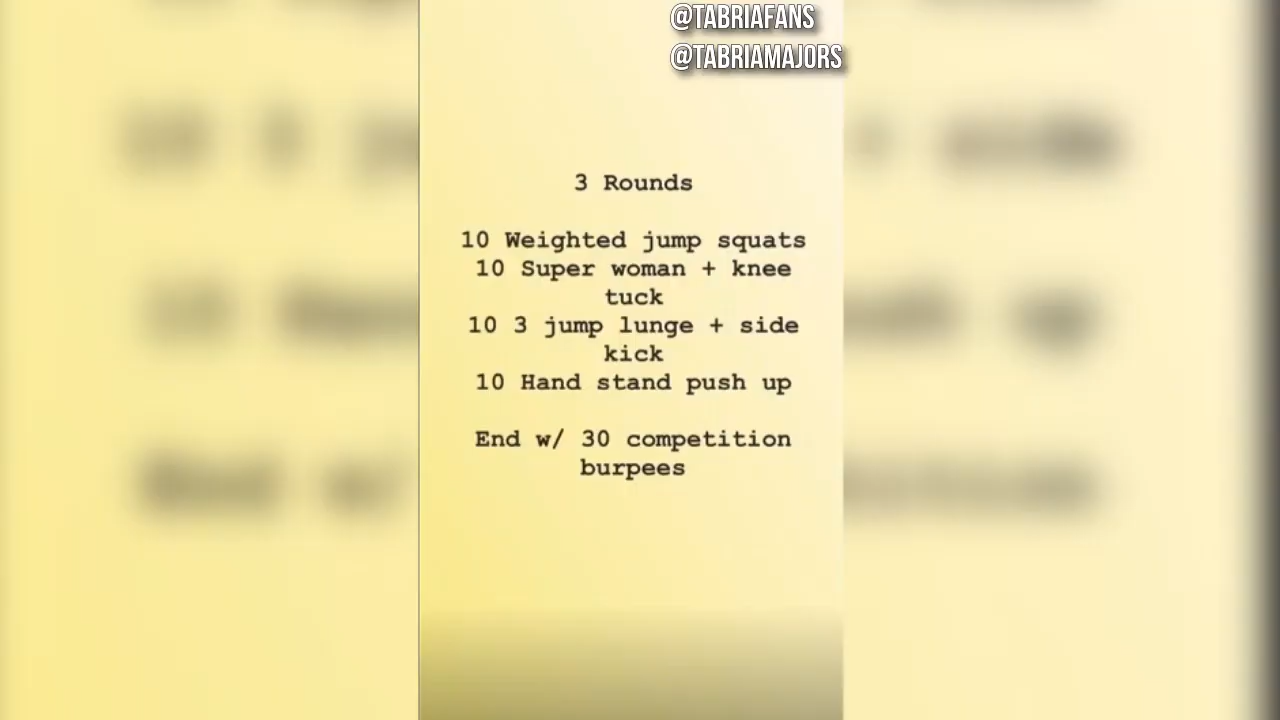 @TABRIAFANS
@TABRIAMAJORS
3 Rounds
10 Weighted jump squats
10 Super woman + knee
tuck
10 3 jump lunge + side
kick
10 Hand stand push up
End w/ 30 competition
burpees